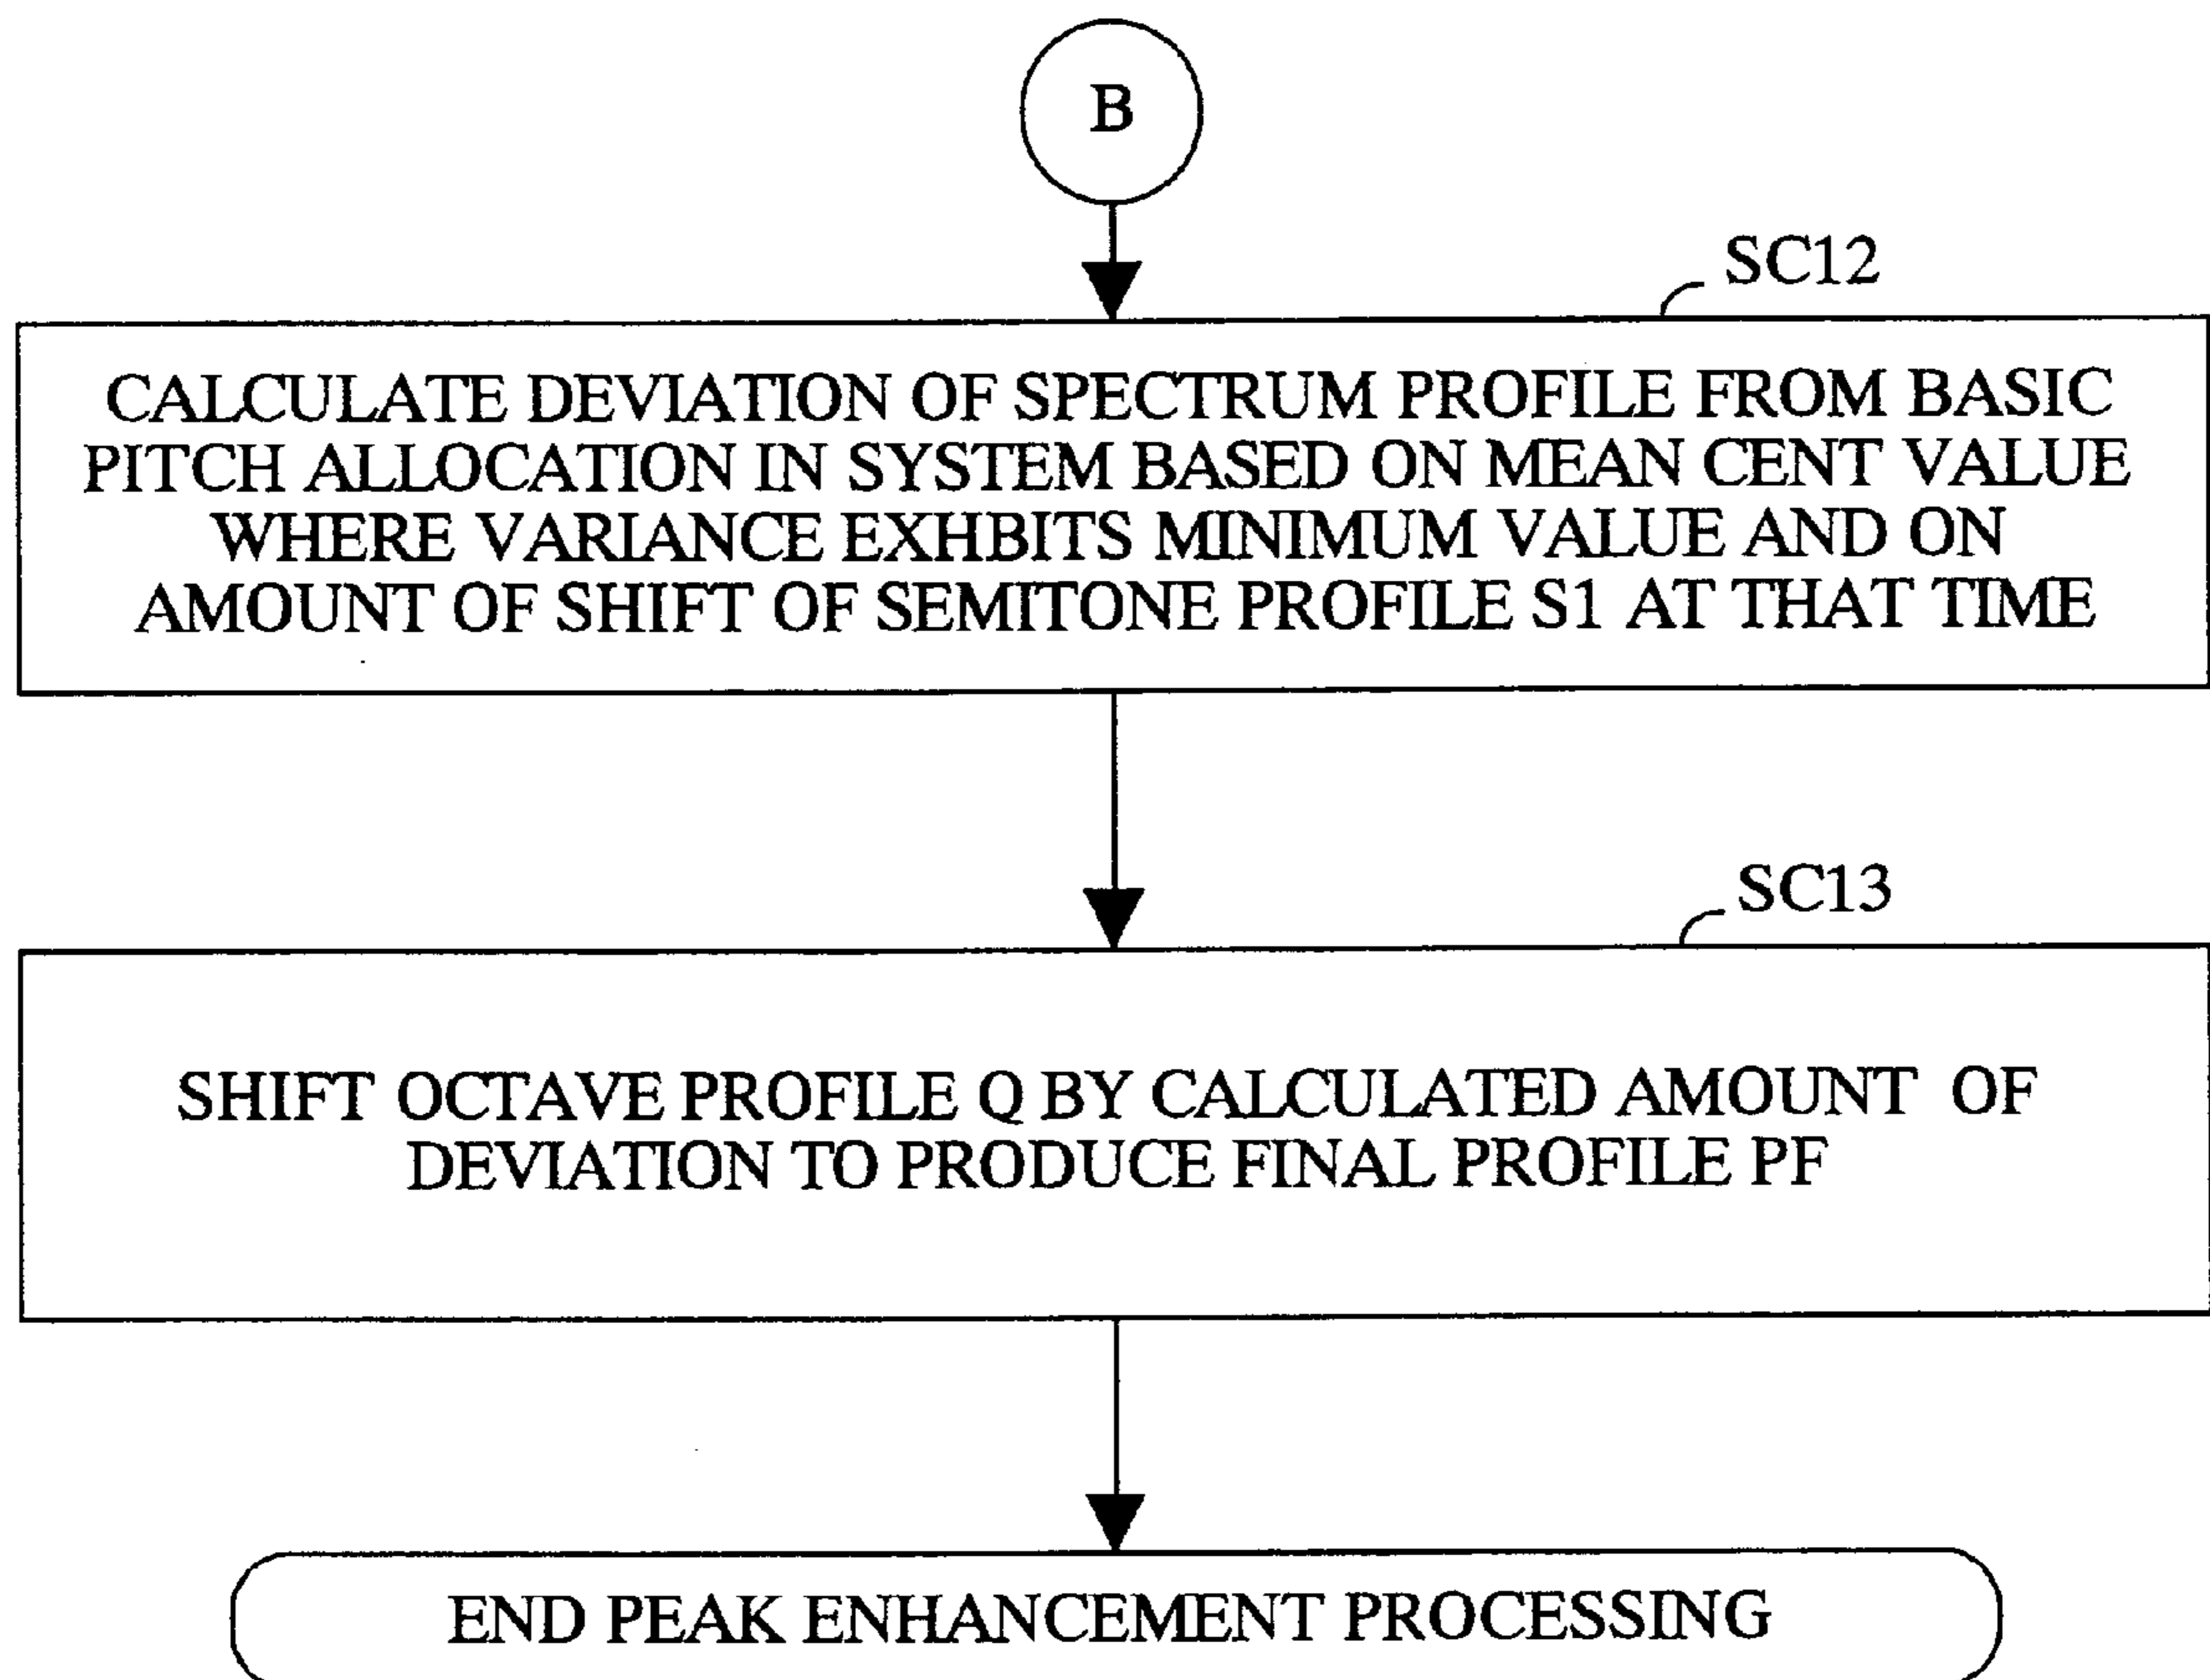 B
SC12
CALCULATE DEVIATION OF SPECTRUM PROFILE FROM BASIC
PITCH ALLOCATION IN SYSTEM BASED ON MEAN CENT VALUE
WHERE VARIANCE EXHBITS MINIMUM VALUE AND ON
AMOUNT OF SHIFT OF SEMITONE PROFILE S1 AT THAT TIME
SC13
SHIFT OCTAVE PROFILE Q BY CALCULATED AMOUNT OF
DEVIATION TO PRODUCE FINAL PROFILE PF
END PEAK ENHANCEMENT PROCESSING